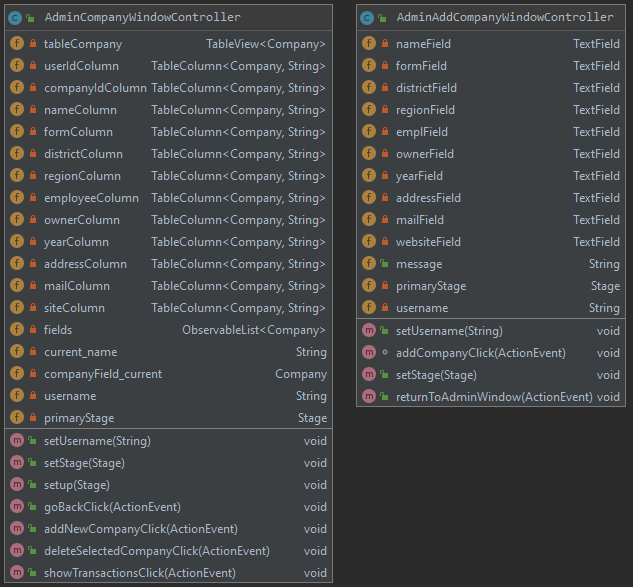 AdminCompanyWindowController
tableCompany TableView<Company>
userIdColumn TableColumn<Company, String>
companyIdColumn TableColumn<Company, String>
nameColumn TableColumn<Company, String>
formColumn TableColumn<Company, String>
districtColumn TableColumn<Company, String>
regionColumn TableColumn<Company, String>
employeeColumn TableColumn<Company, String>
ownerColumn TableColumn<Company, String>
yearColumn TableColumn<Company, String>
addressColumn TableColumn<Company, String>
mailColumn TableColumn<Company, String>
siteColumn TableColumn<Company, String>
fields ObservableList<Company>
current_name String
companyField_current Company
username String
primaryStage Stage
setUsername(String) void
setStage(Stage) void
setup(Stage) void
goBackClick(ActionEvent) void
addNewCompanyClick(ActionEvent) void
deleteSelectedCompanyClick(ActionEvent) void
showTransactionsClick(ActionEvent) void
AdminAddCompanyWindowController
nameField TextField
formField TextField
districtField TextField
regionField TextField
emplField TextField
ownerField TextField
yearField TextField
addressField TextField
mailField TextField
websiteField TextField
message String
primaryStage Stage
username String
setUsername(String) void
addCompanyClick(ActionEvent) void
setStage(Stage) void
returnToAdminWindow(ActionEvent) void